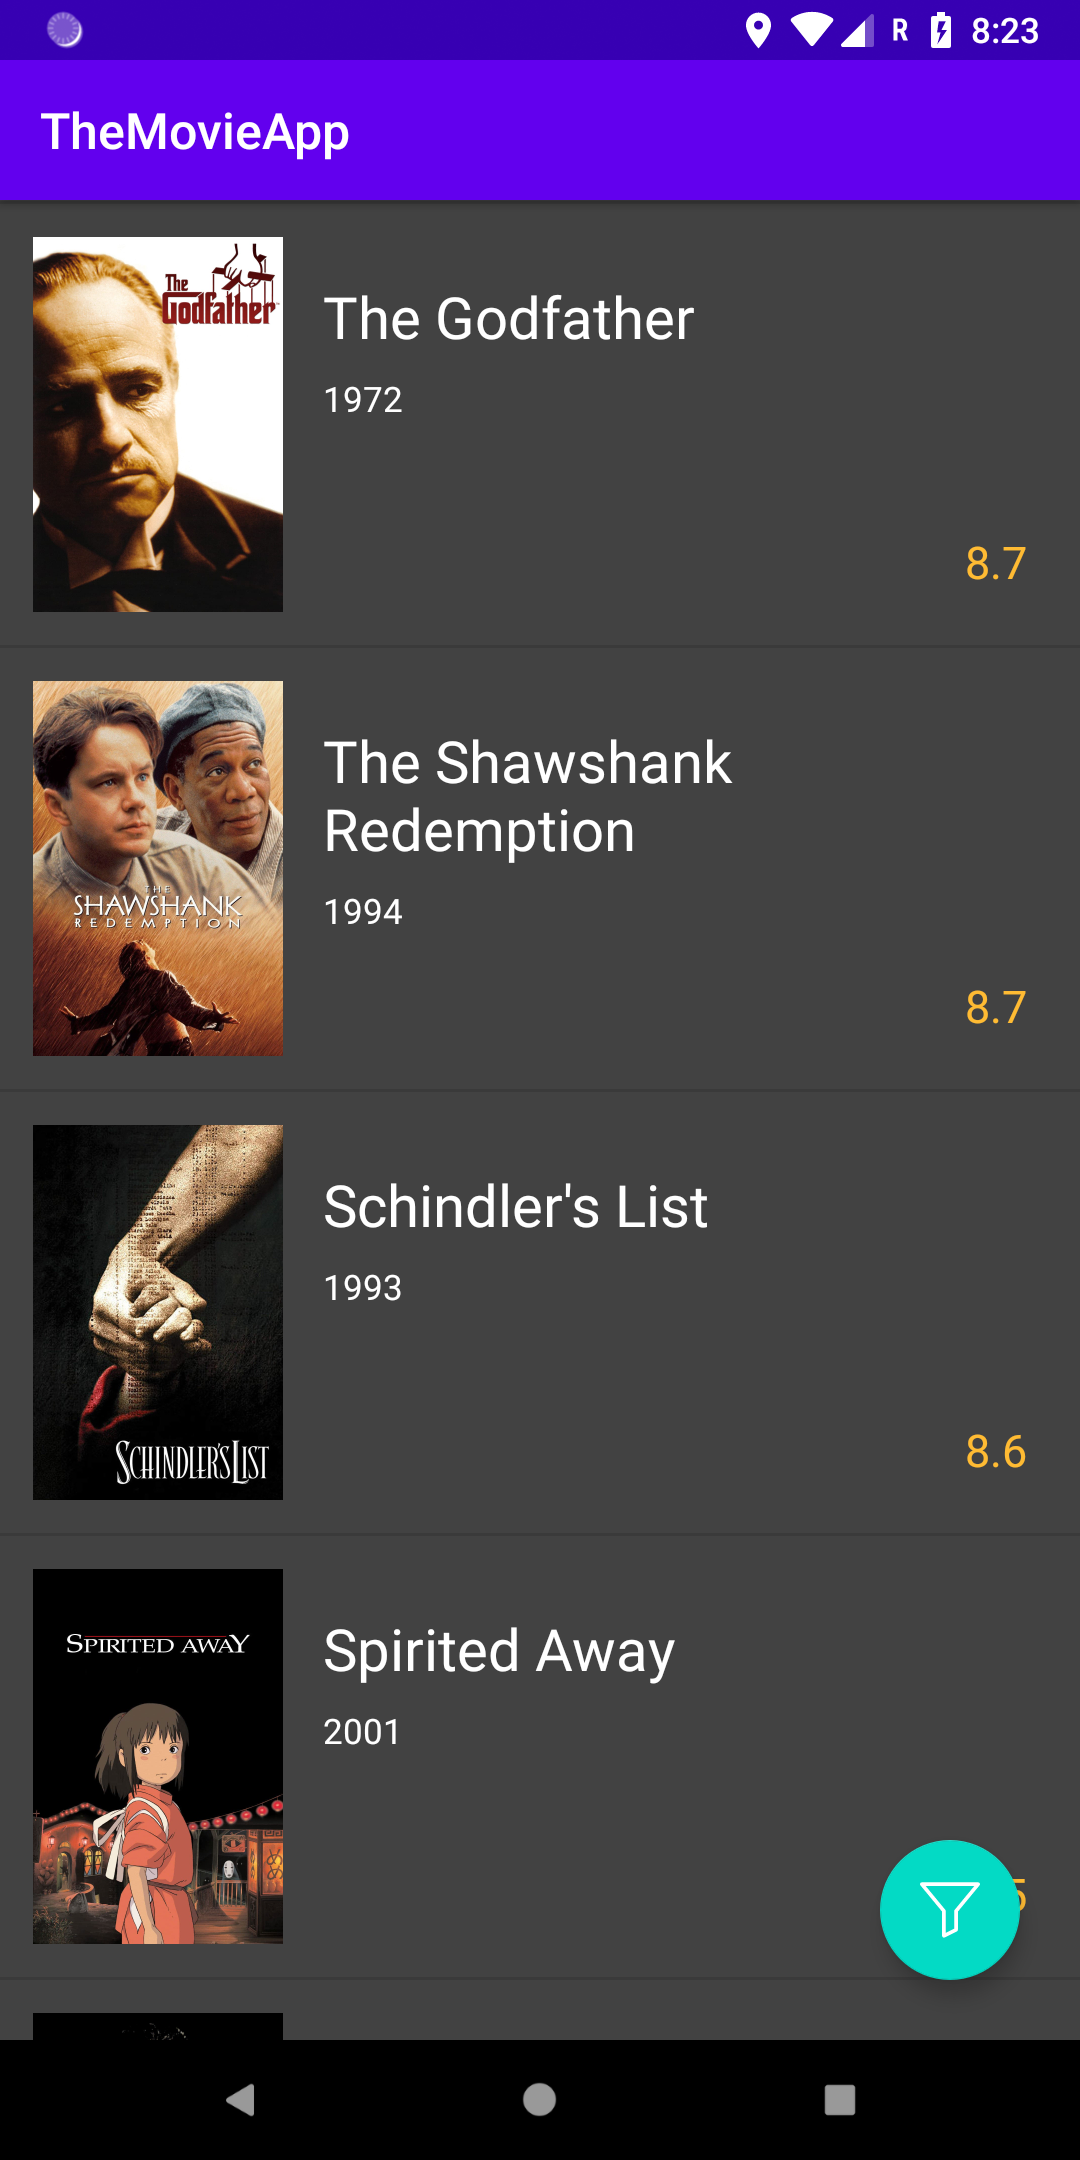 R 8:23
TheMovieApp
The
Godfather
The Godfather
1972
8.7
THE
SHAWSHANK
REDEMPTION
The Shawshank
Redemption
1994
8.7
SCHINDLER'S LIST
Schindler's List
1993
8.6
SPIRITED AWAY
Spirited Away
2001
5